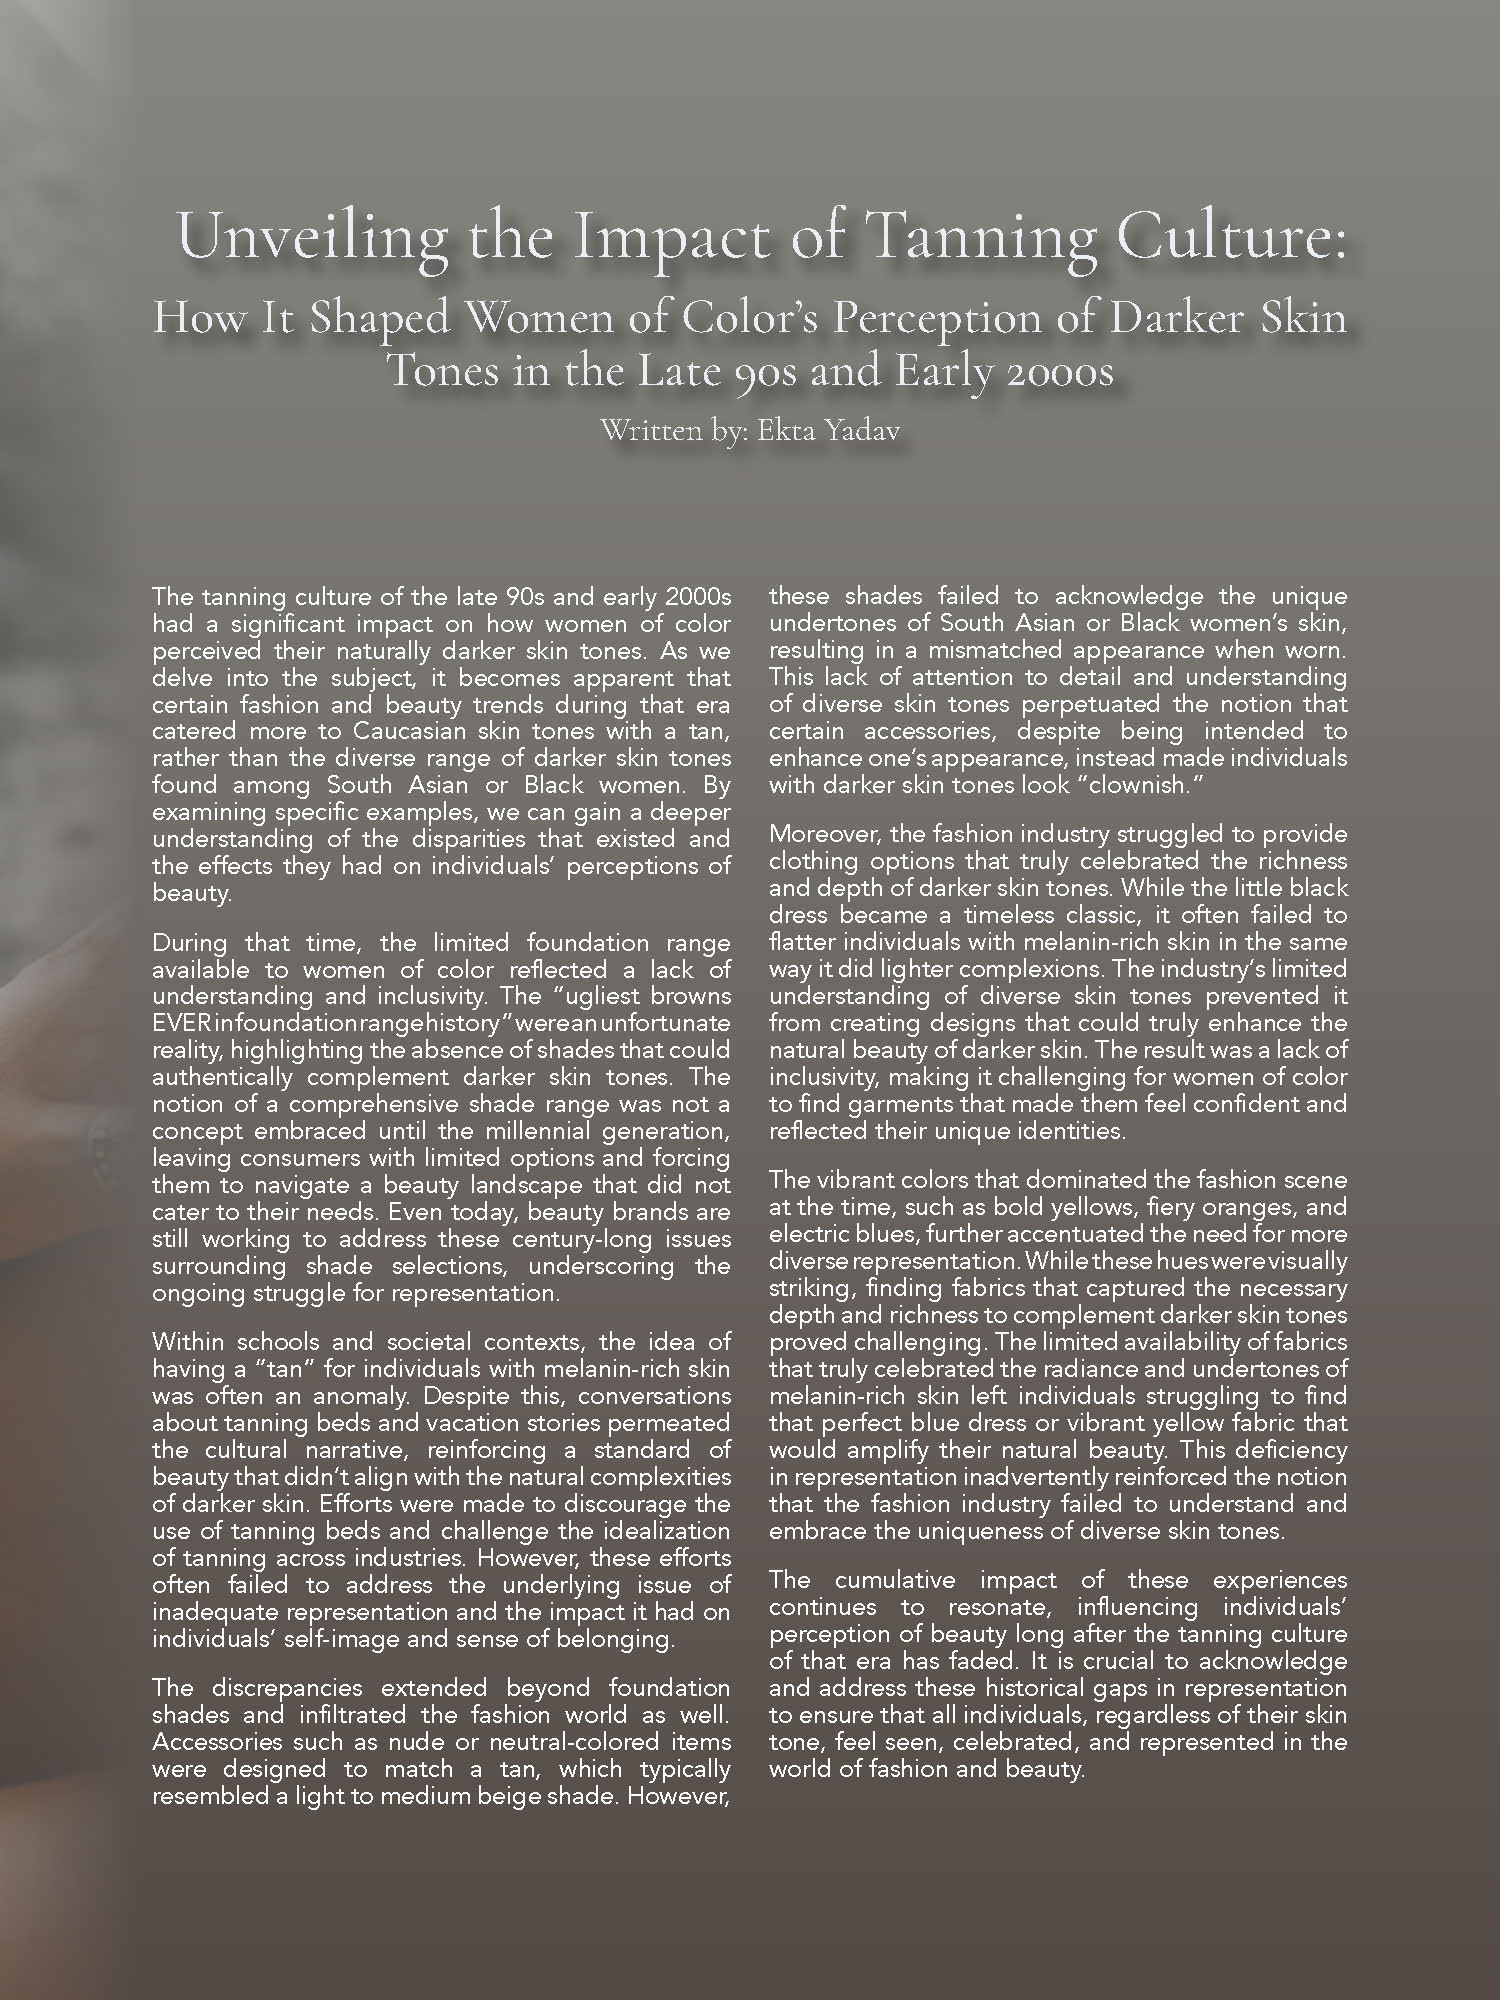 Unveiling the Impact of Tanning Culture:
How It Shaped Women of Color’s Perception of Darker Skin
Tones in the Late 90s and Early 2000s
Written by: Ekta Yadav
The tanning culture of the late 90s and early 2000s
had a significant impact on how women of color
perceived their naturally darker skin tones. As we
delve into the subject, it becomes apparent that
certain fashion and beauty trends during that era
catered more to Caucasian skin tones with a tan,
rather than the diverse range of darker skin tones
found among South Asian or Black women. By
examining specific examples, we can gain a deeper
understanding of the disparities that existed and
the effects they had on individuals’ perceptions of
beauty.
During that time, the limited foundation range
available to women of color reflected a lack of
understanding and inclusivity. The “ugliest browns
EVER in foundation range history” were an unfortunate
reality, highlighting the absence of shades that could
authentically complement darker skin tones. The
notion of a comprehensive shade range was not a
concept embraced until the millennial generation,
leaving consumers with limited options and forcing
them to navigate a beauty landscape that did not
cater to their needs. Even today, beauty brands are
still working to address these century-long issues
surrounding shade selections, underscoring the
ongoing struggle for representation.
Within schools and societal contexts, the idea of
having a “tan” for individuals with melanin-rich skin
was often an anomaly. Despite this, conversations
about tanning beds and vacation stories permeated
the cultural narrative, reinforcing a standard of
beauty that didn’t align with the natural complexities
of darker skin. Efforts were made to discourage the
use of tanning beds and challenge the idealization
of tanning across industries. However, these efforts
often failed to address the underlying issue of
inadequate representation and the impact it had on
individuals’ self-image and sense of belonging.
The discrepancies extended beyond foundation
shades and infiltrated the fashion world as well.
Accessories such as nude or neutral-colored items
were designed to match a tan, which typically
resembled a light to medium beige shade. However,
these shades failed to acknowledge the unique
undertones of South Asian or Black women’s skin,
resulting in a mismatched appearance when worn.
This lack of attention to detail and understanding
of diverse skin tones perpetuated the notion that
certain accessories, despite being intended to
enhance one’s appearance, instead made individuals
with darker skin tones look “clownish.”
Moreover, the fashion industry struggled to provide
clothing options that truly celebrated the richness
and depth of darker skin tones. While the little black
dress became a timeless classic, it often failed to
flatter individuals with melanin-rich skin in the same
way it did lighter complexions. The industry’s limited
understanding of diverse skin tones prevented it
from creating designs that could truly enhance the
natural beauty of darker skin. The result was a lack of
inclusivity, making it challenging for women of color
to find garments that made them feel confident and
reflected their unique identities.
The vibrant colors that dominated the fashion scene
at the time, such as bold yellows, fiery oranges, and
electric blues, further accentuated the need for more
diverse representation. While these hues were visually
striking, finding fabrics that captured the necessary
depth and richness to complement darker skin tones
proved challenging. The limited availability of fabrics
that truly celebrated the radiance and undertones of
melanin-rich skin left individuals struggling to find
that perfect blue dress or vibrant yellow fabric that
would amplify their natural beauty. This deficiency
in representation inadvertently reinforced the notion
that the fashion industry failed to understand and
embrace the uniqueness of diverse skin tones.
The cumulative impact of these experiences
continues to resonate, influencing individuals’
perception of beauty long after the tanning culture
of that era has faded. It is crucial to acknowledge
and address these historical gaps in representation
to ensure that all individuals, regardless of their skin
tone, feel seen, celebrated, and represented in the
world of fashion and beauty.